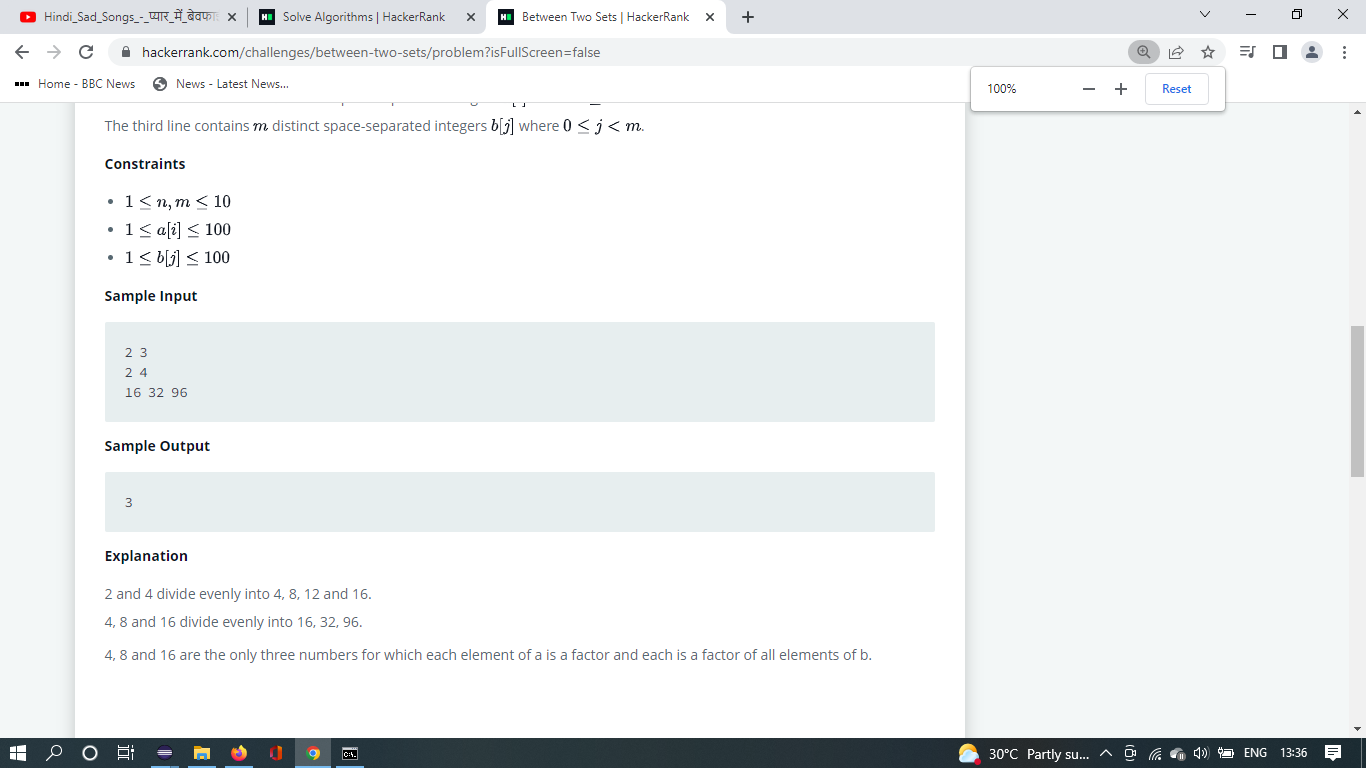 Hindi_Sad_Songs_-_प्यार_में_बेवफा
Solve Algorithms | HackerRank
Between Two Sets | HackerRank
hackerrank.com/challenges/between-two-sets/problem?isFullScreen=false
Home - BBC News
News - Latest News...
100%
Reset
The third line contains m distinct space-separated integers b[j] where 0 ≤ j < m.
Constraints
• 1 ≤ n, m ≤ 10
• 1 ≤ a[i] ≤ 100
• 1 ≤ b[j] ≤ 100
Sample Input
2 3
2 4
16 32 96
Sample Output
3
Explanation
2 and 4 divide evenly into 4, 8, 12 and 16.
4, 8 and 16 divide evenly into 16, 32, 96.
4, 8 and 16 are the only three numbers for which each element of a is a factor and each is a factor of all elements of b.
30°C Partly su... ENG 13:36